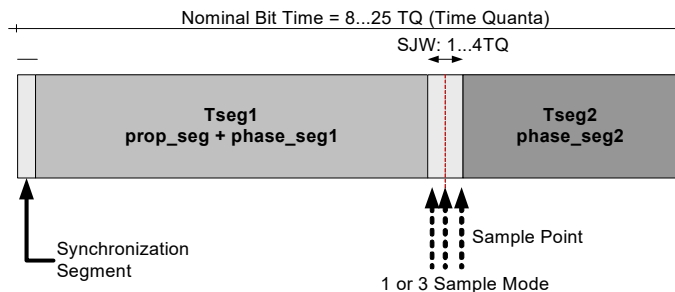 Nominal Bit Time = 8...25 TQ (Time Quanta)
SJW: 1...4TQ
Tseg1
prop_seg + phase_seg1
Tseg2
phase_seg2
Synchronization
Segment
Sample Point
1 or 3 Sample Mode